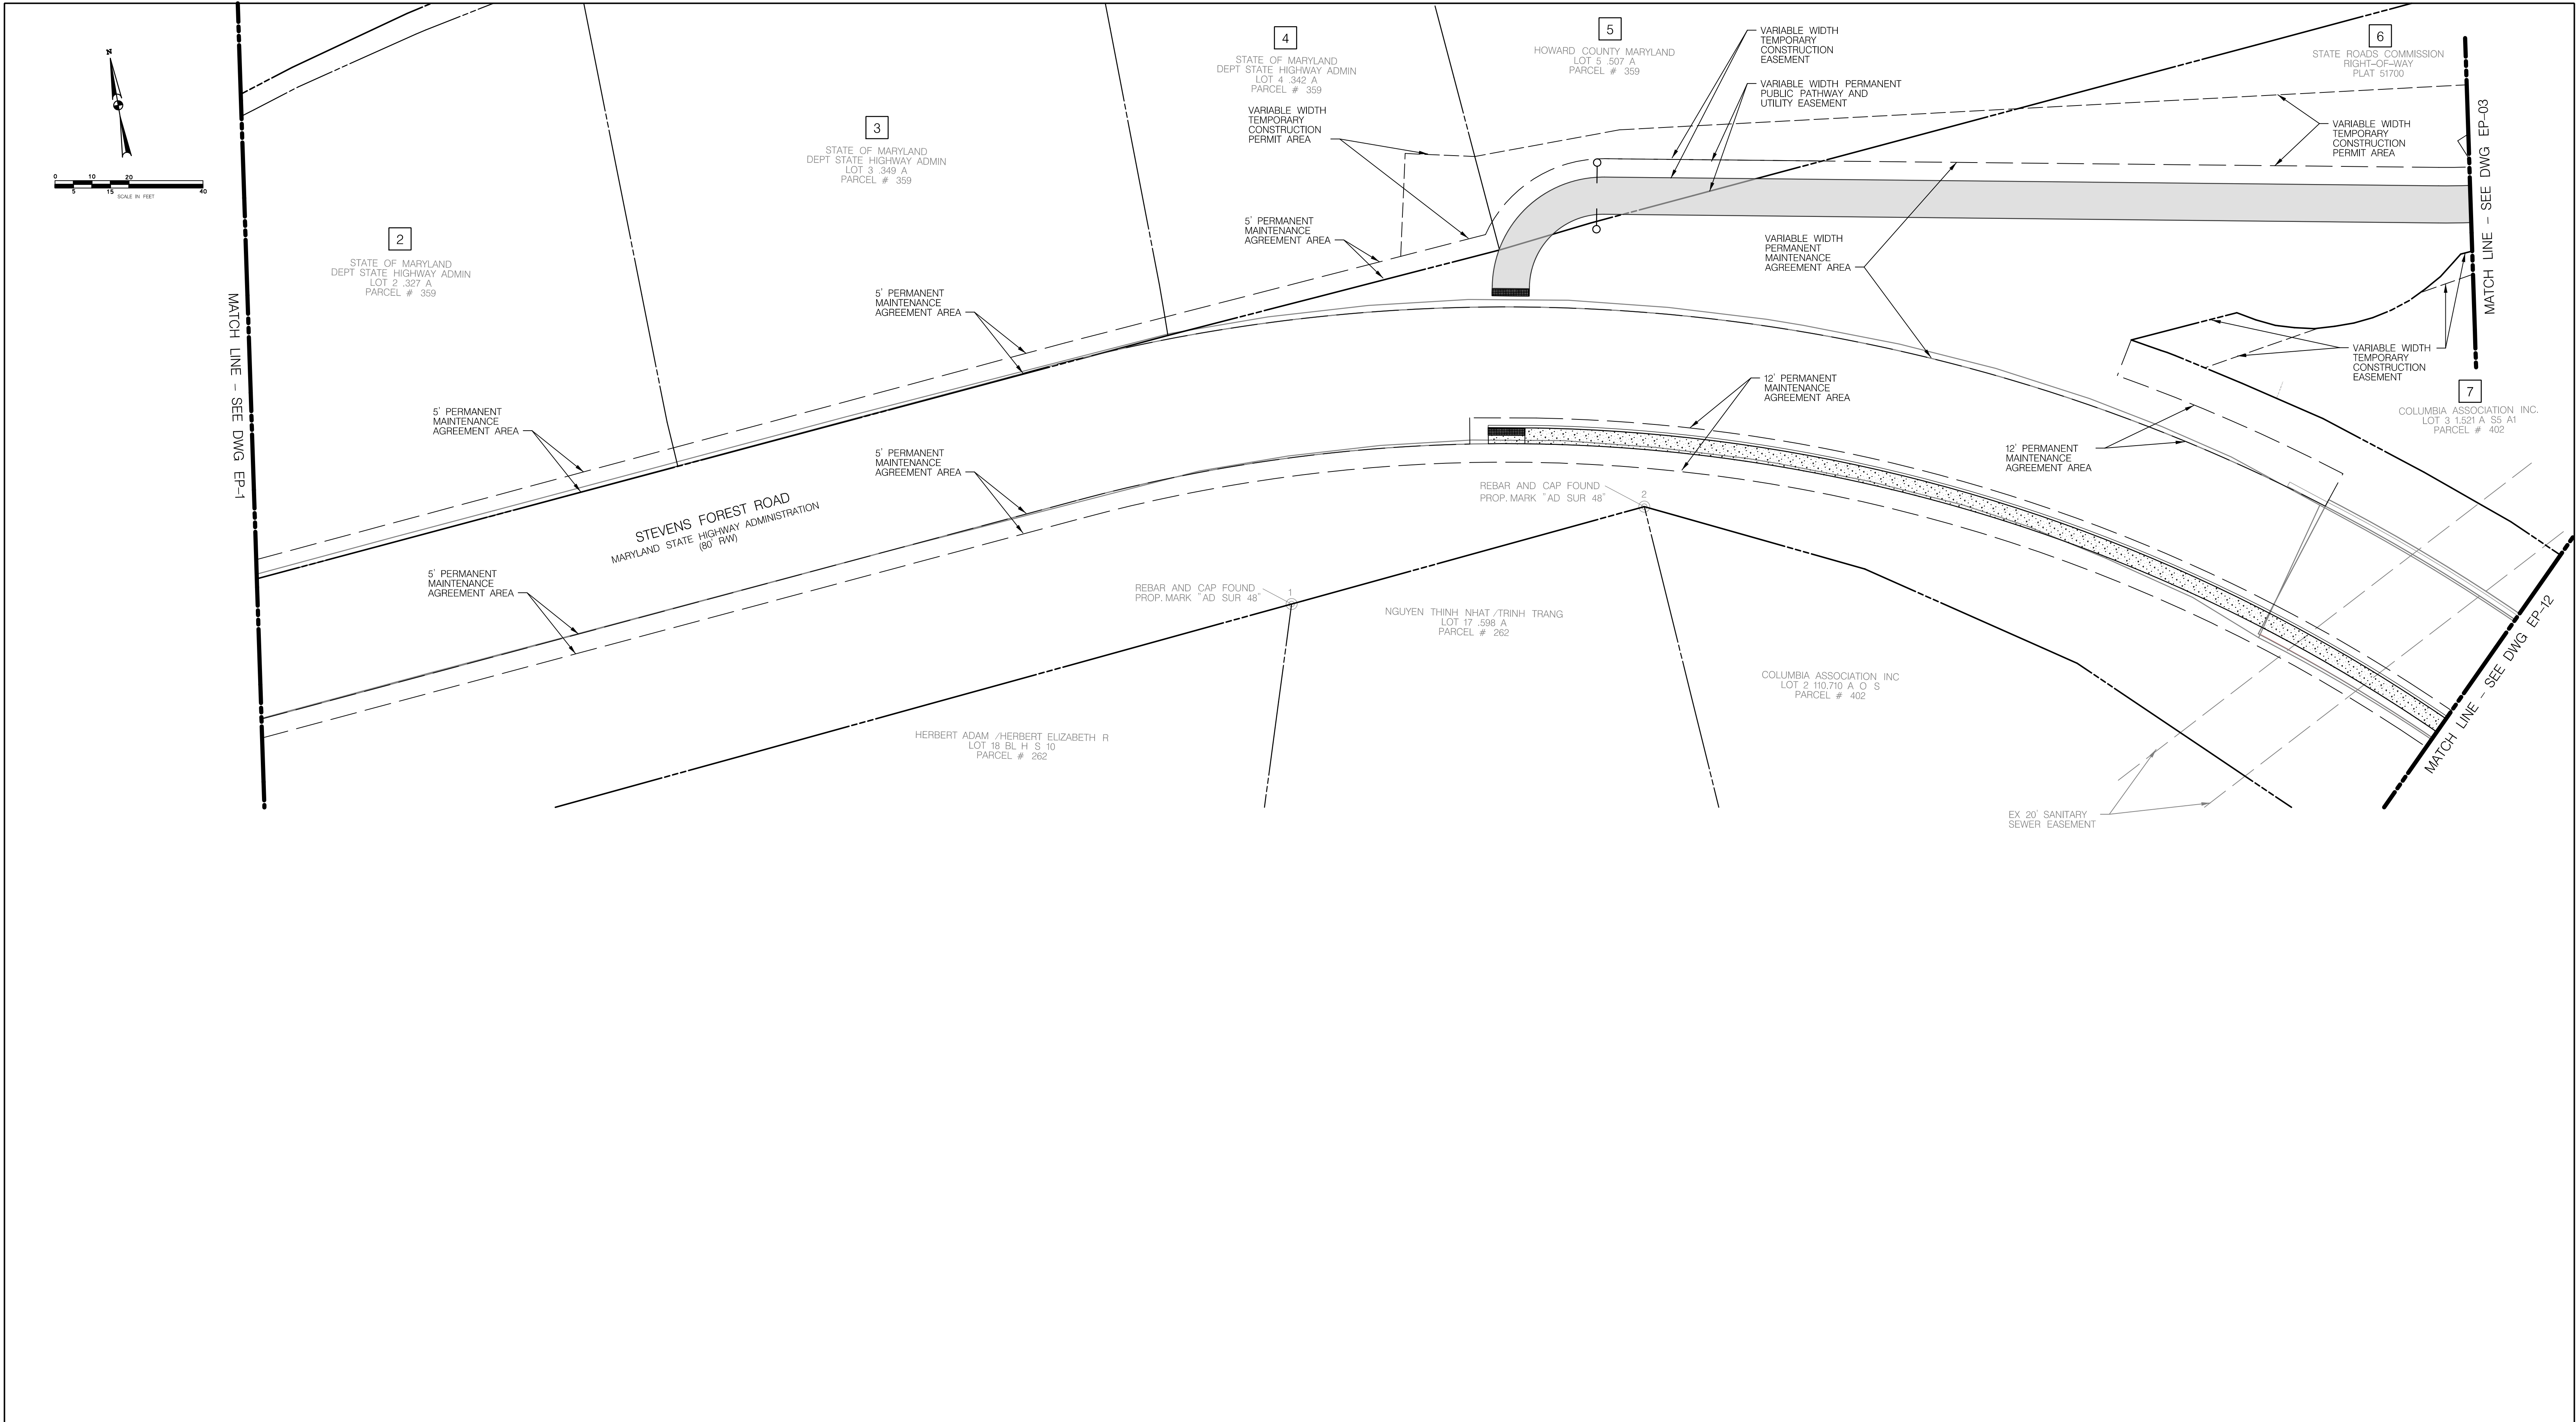 N
0 10 20
5 15 40
SCALE IN FEET
MATCH LINE - SEE DWG EP-1
2
STATE OF MARYLAND
DEPT STATE HIGHWAY ADMIN
LOT 2 .327 A
PARCEL # 359
3
STATE OF MARYLAND
DEPT STATE HIGHWAY ADMIN
LOT 3 .349 A
PARCEL # 359
4
STATE OF MARYLAND
DEPT STATE HIGHWAY ADMIN
LOT 4 .342 A
PARCEL # 359
VARIABLE WIDTH
TEMPORARY
CONSTRUCTION
PERMIT AREA
5
HOWARD COUNTY MARYLAND
LOT 5 .507 A
PARCEL # 359
VARIABLE WIDTH
TEMPORARY
CONSTRUCTION
EASEMENT
VARIABLE WIDTH PERMANENT
PUBLIC PATHWAY AND
UTILITY EASEMENT
6
STATE ROADS COMMISSION
RIGHT-OF-WAY
PLAT 51700
VARIABLE WIDTH
TEMPORARY
CONSTRUCTION
PERMIT AREA
MATCH LINE - SEE DWG EP-03
5' PERMANENT
MAINTENANCE
AGREEMENT AREA
VARIABLE WIDTH
PERMANENT
MAINTENANCE
AGREEMENT AREA
5' PERMANENT
MAINTENANCE
AGREEMENT AREA
VARIABLE WIDTH
TEMPORARY
CONSTRUCTION
EASEMENT
7
COLUMBIA ASSOCIATION INC.
LOT 3 1.521 A S5 A1
PARCEL # 402
12' PERMANENT
MAINTENANCE
AGREEMENT AREA
5' PERMANENT
MAINTENANCE
AGREEMENT AREA
5' PERMANENT
MAINTENANCE
AGREEMENT AREA
12' PERMANENT
MAINTENANCE
AGREEMENT AREA
STEVENS FOREST ROAD
MARYLAND STATE HIGHWAY ADMINISTRATION
(80' R/W)
REBAR AND CAP FOUND
PROP. MARK "AD SUR 48"
2
5' PERMANENT
MAINTENANCE
AGREEMENT AREA
REBAR AND CAP FOUND
PROP. MARK "AD SUR 48"
1
NGUYEN THINH NHAT /TRINH TRANG
LOT 17 .598 A
PARCEL # 262
COLUMBIA ASSOCIATION INC
LOT 2 110.710 A O S
PARCEL # 402
HERBERT ADAM /HERBERT ELIZABETH R
LOT 18 BL H S 10
PARCEL # 262
MATCH LINE - SEE DWG EP-12
EX 20' SANITARY
SEWER EASEMENT